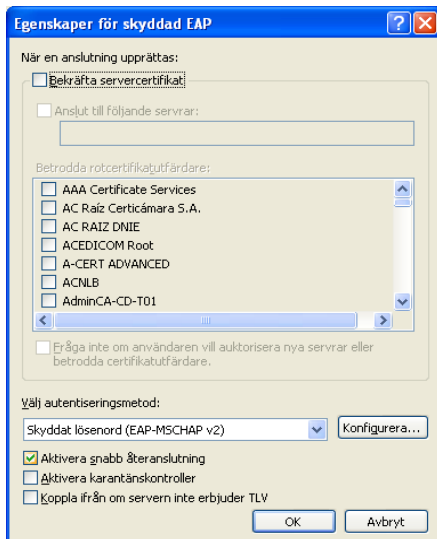 Egenskaper för skyddad EAP
När en anslutning upprättas:
Bekräfta servercertifikat
Anslut till följande servrar:
Betrodda rotcertifikatutfärdare:
AAA Certificate Services
AC Raíz Certicámara S.A.
AC RAIZ DNIE
ACEDICOM Root
A-CERT ADVANCED
ACNLB
AdminCA-CD-T01
Fråga inte om användaren vill auktorisera nya servrar eller
betrodda certifikatutfärdare.
Välj autentiseringsmetod:
Skyddat lösenord (EAP-MSCHAP v2)
Konfigurera...
Aktivera snabb återanslutning
Aktivera karantänskontroller
Koppla ifrån om servern inte erbjuder TLV
OK
Avbryt